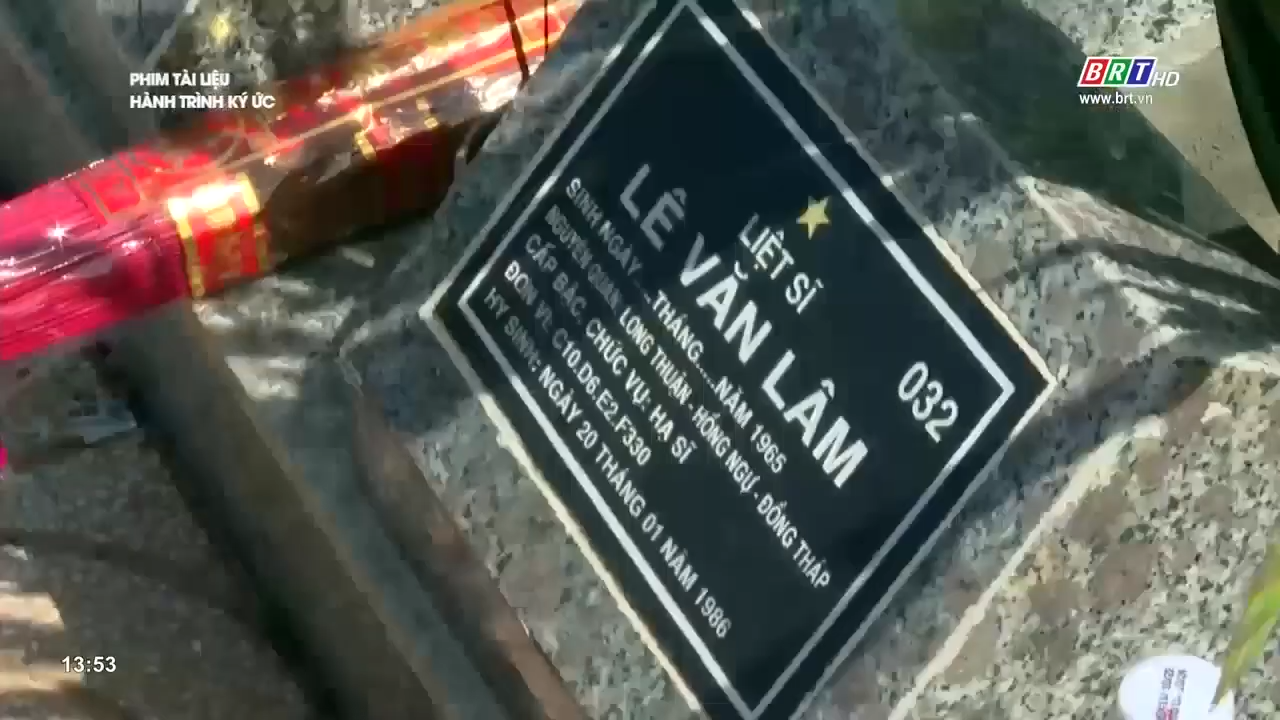 PHIM TÀI LIỆU
HÀNH TRÌNH KÝ ỨC
BRT HD
www.brt.vn
032
LIỆT SĨ
LÊ VĂN LÂM
SINH NGÀY.....THÁNG.....NĂM 1965
NGUYÊN QUÁN: LONG THUẬN - HỒNG NGỰ - ĐỒNG THÁP
CẤP BẬC, CHỨC VỤ: HẠ SĨ
ĐƠN VỊ: C10.D6.E2.F330
HY SINH: NGÀY 20 THÁNG 01 NĂM 1986
13:53